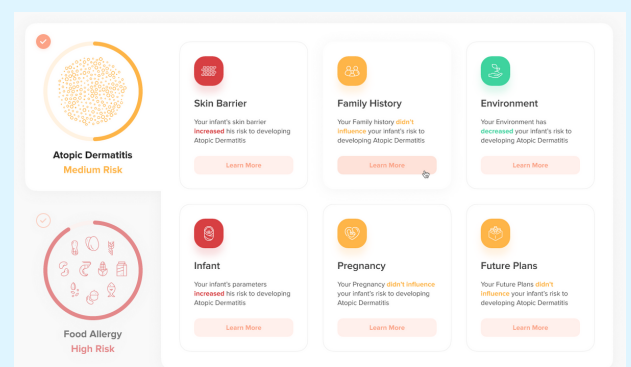 Atopic Dermatitis
Medium Risk
Food Allergy
High Risk
Skin Barrier
Your infant's skin barrier
increased his risk to developing
Atopic Dermatitis
Learn More
Family History
Your Family history didn't
influence your infant's risk to
developing Atopic Dermatitis
Learn More
Environment
Your Environment has
decreased your infant's risk to
developing Atopic Dermatitis
Learn More
Infant
Your infant's parameters
increased his risk to developing
Atopic Dermatitis
Learn More
Pregnancy
Your Pregnancy didn't influence
your infant's risk to developing
Atopic Dermatitis
Learn More
Future Plans
Your Future Plans didn't
influence your infant's risk to
developing Atopic Dermatitis
Learn More